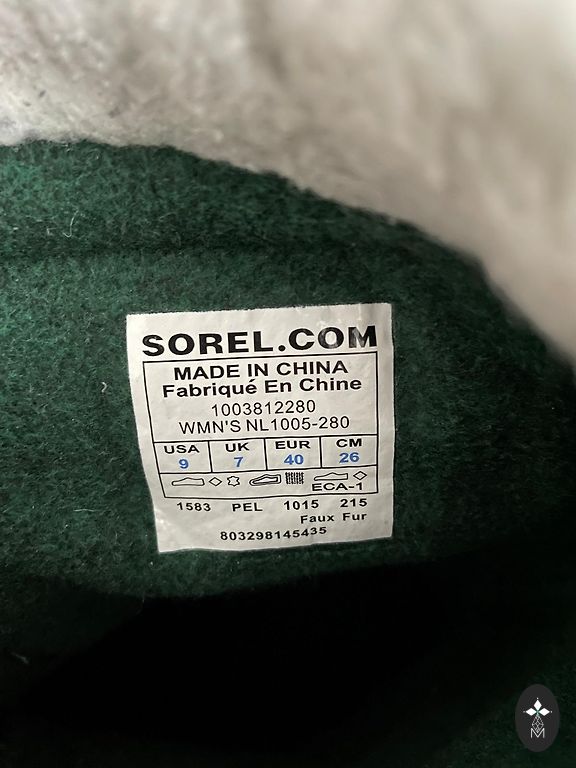 SOREL.COM
MADE IN CHINA
Fabriqué En Chine
1003812280
WMN'S NL1005-280
USA UK EUR CM
9 7 40 26
ECA-1
1583 PEL 1015 215
Faux Fur
803298145435
M